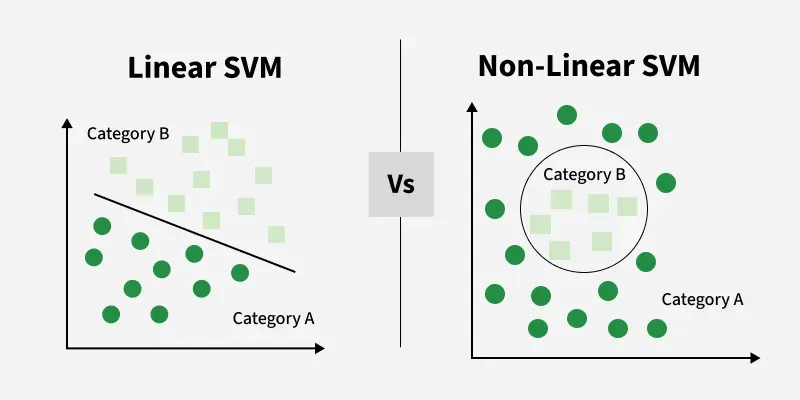 Linear SVM
Category B
Category A
Vs
Non-Linear SVM
Category B
Category A